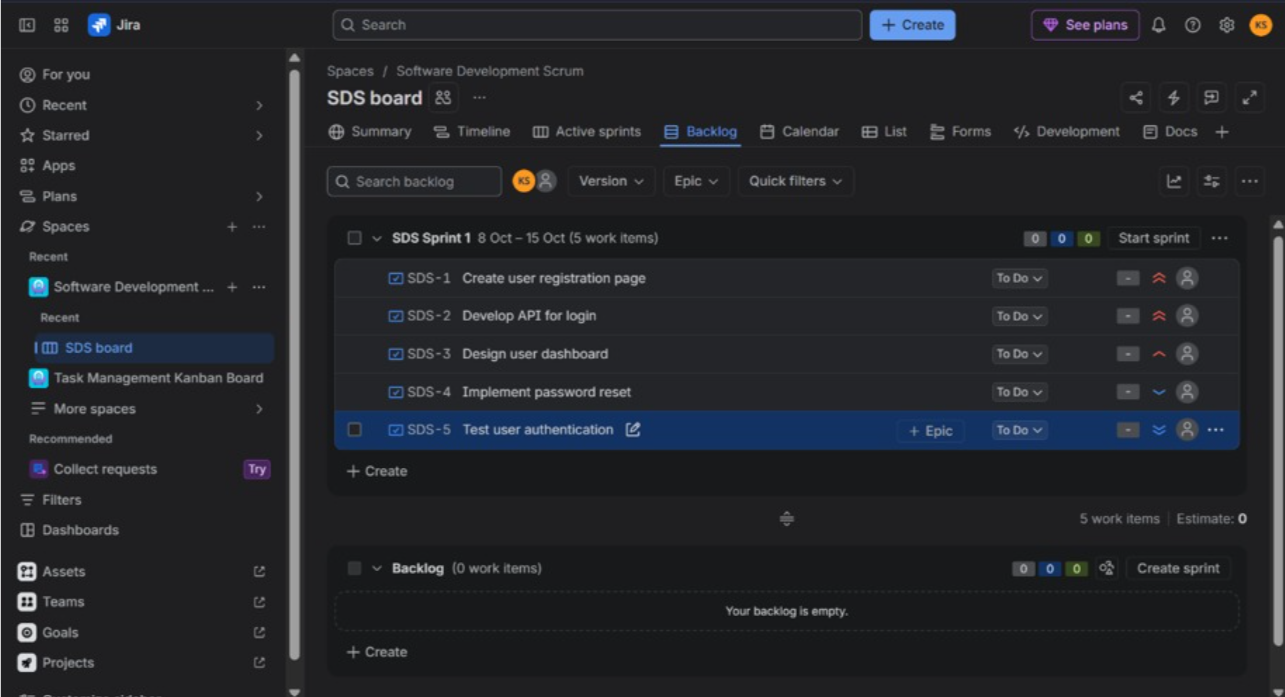 Jira
Search
+ Create
See plans
KS
For you
Recent
Starred
Apps
Plans
Spaces
Recent
Software Development ...
Recent
SDS board
Task Management Kanban Board
More spaces
Recommended
Collect requests Try
Filters
Dashboards
Assets
Teams
Goals
Projects
Customize sidebar
Spaces / Software Development Scrum
SDS board
Summary Timeline Active sprints Backlog Calendar List Forms Development Docs
Search backlog KS Version Epic Quick filters
SDS Sprint 1 8 Oct – 15 Oct (5 work items) 0 0 0 Start sprint
SDS-1 Create user registration page To Do -
SDS-2 Develop API for login To Do -
SDS-3 Design user dashboard To Do -
SDS-4 Implement password reset To Do -
SDS-5 Test user authentication + Epic To Do -
+ Create
5 work items Estimate: 0
Backlog (0 work items) 0 0 0 Create sprint
Your backlog is empty.
+ Create